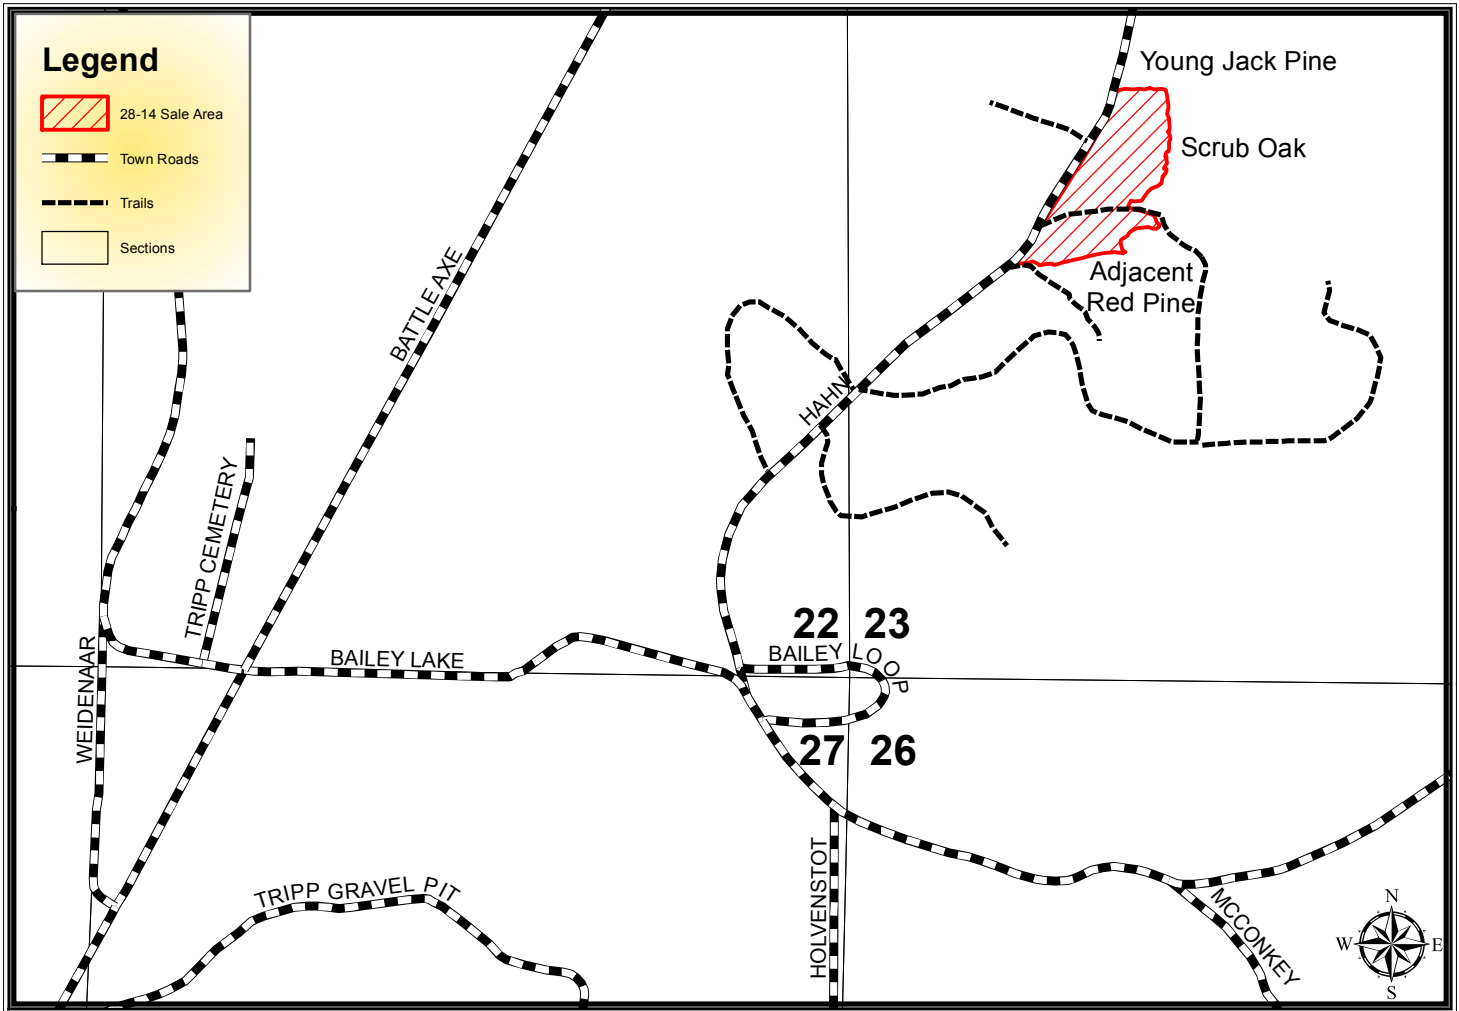 Legend
28-14 Sale Area
Town Roads
Trails
Sections
Young Jack Pine
Scrub Oak
Adjacent
Red Pine
BATTLE AXE
HAHN
TRIPP CEMETERY
WEIDENAAR
BAILEY LAKE
22 23
BAILEY LOOP
27 26
HOLVENSTOT
TRIPP GRAVEL PIT
MCCONKEY
N
W E
S